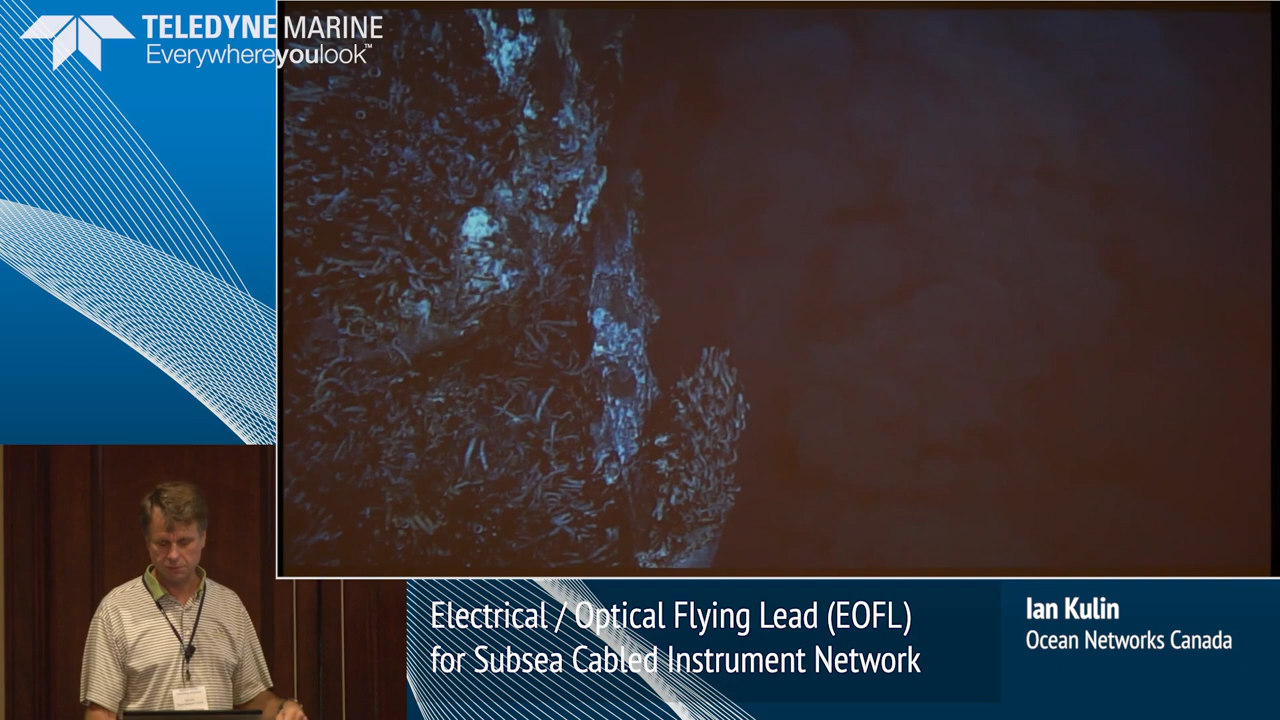 TELEDYNE MARINE
Everywhereyoulook™
Electrical / Optical Flying Lead (EOFL)
for Subsea Cabled Instrument Network
Ian Kulin
Ocean Networks Canada